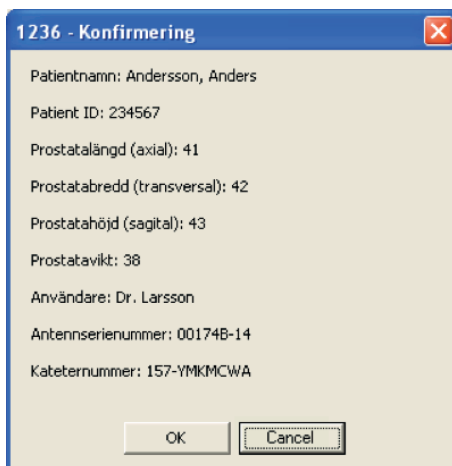 1236 - Konfirmering
Patientnamn: Andersson, Anders
Patient ID: 234567
Prostatalängd (axial): 41
Prostatabredd (transversal): 42
Prostatahöjd (sagital): 43
Prostatavikt: 38
Användare: Dr. Larsson
Antennserienummer: 00174B-14
Kateternummer: 157-YMKMCWA
OK Cancel